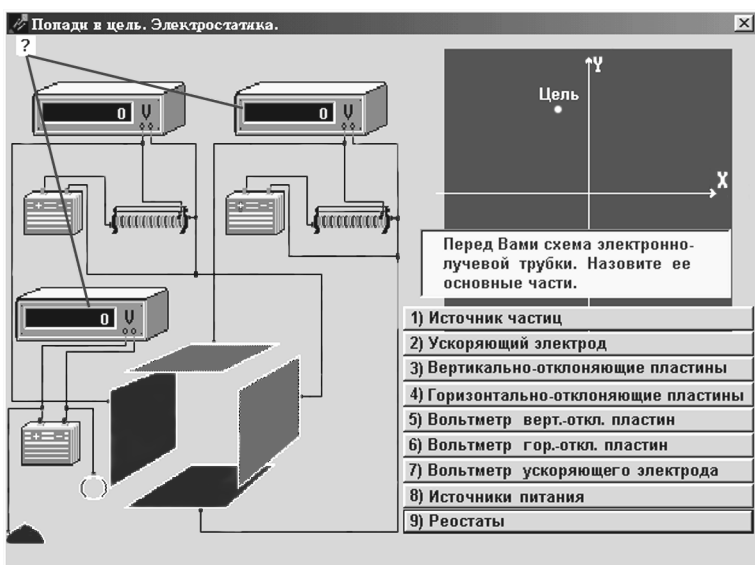 Попади в цель. Электростатика.
?
0 V
0 V
0 V
Y
Цель
X
Перед Вами схема электронно-
лучевой трубки. Назовите ее
основные части.
1) Источник частиц
2) Ускоряющий электрод
3) Вертикально-отклоняющие пластины
4) Горизонтально-отклоняющие пластины
5) Вольтметр верт.-откл. пластин
6) Вольтметр гор.-откл. пластин
7) Вольтметр ускоряющего электрода
8) Источники питания
9) Реостаты